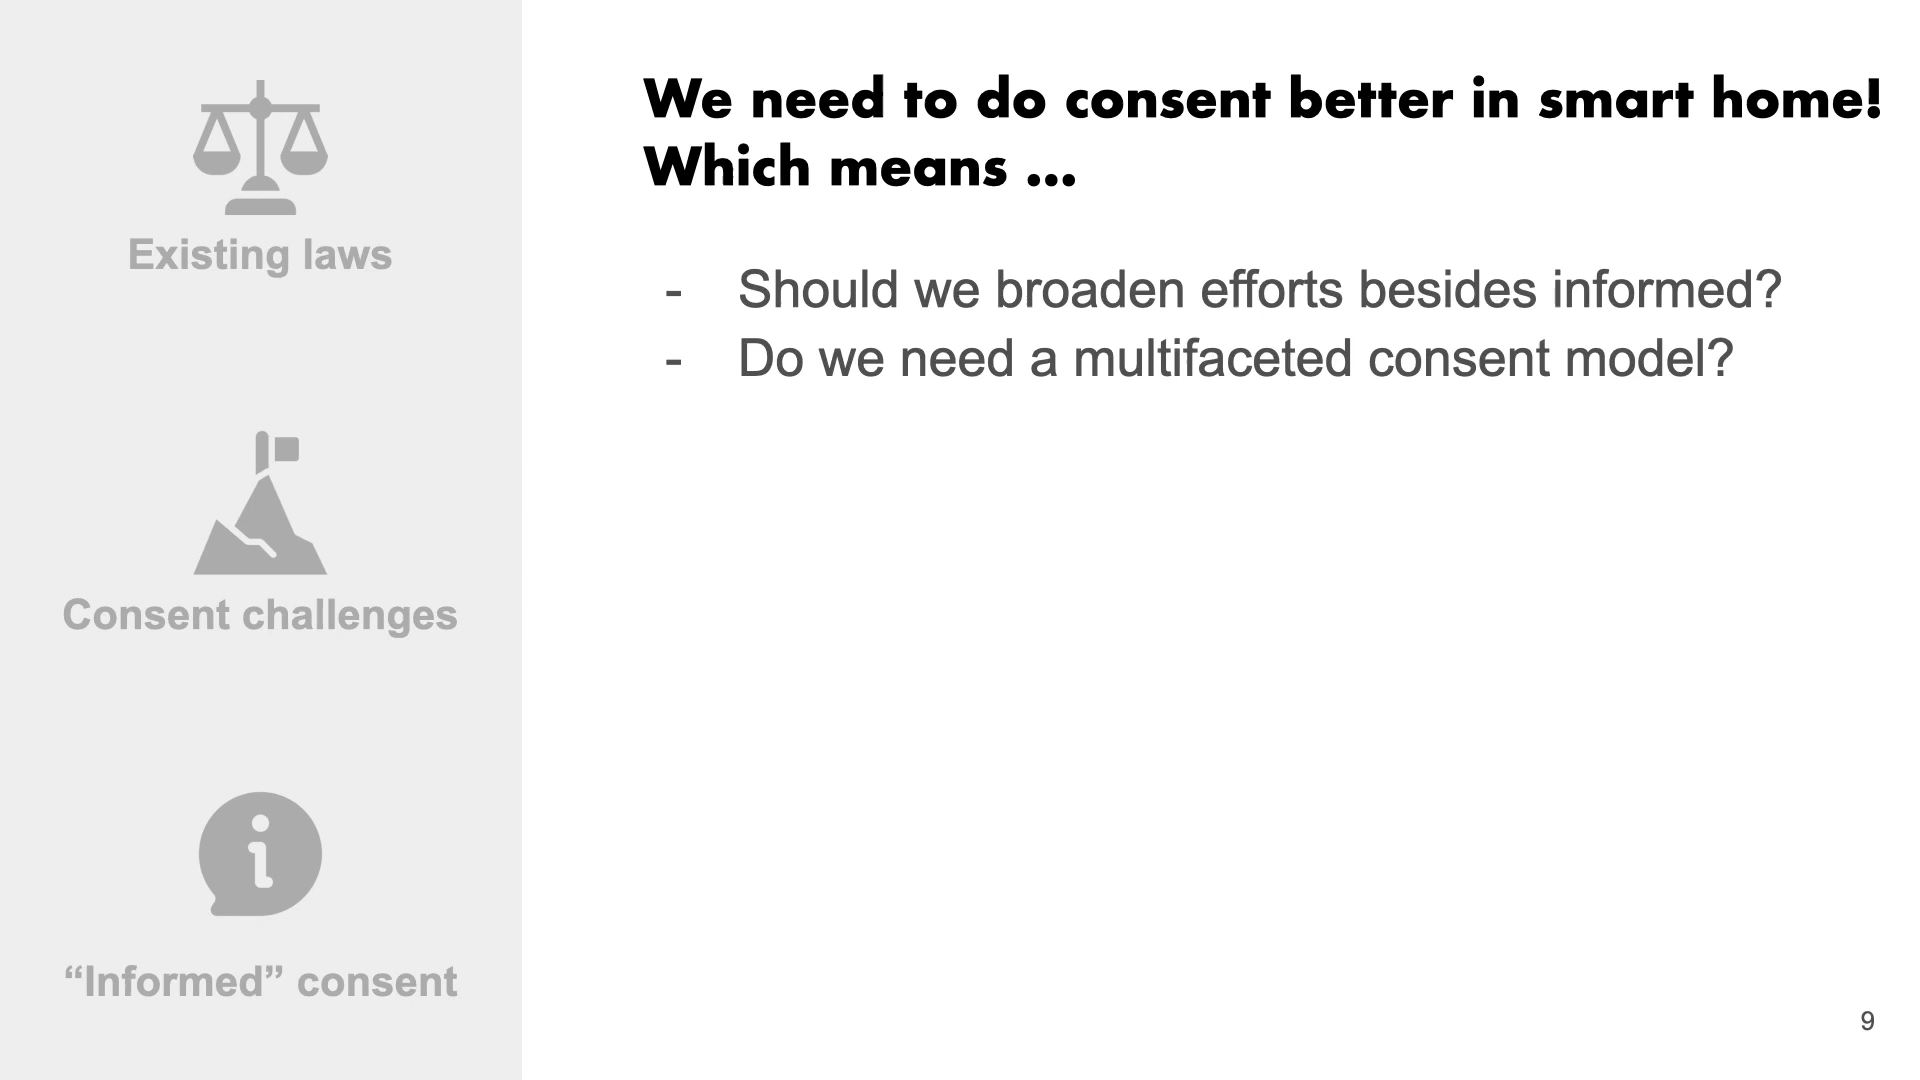 Existing laws
Consent challenges
“Informed” consent
We need to do consent better in smart home!
Which means ...
- Should we broaden efforts besides informed?
- Do we need a multifaceted consent model?
9